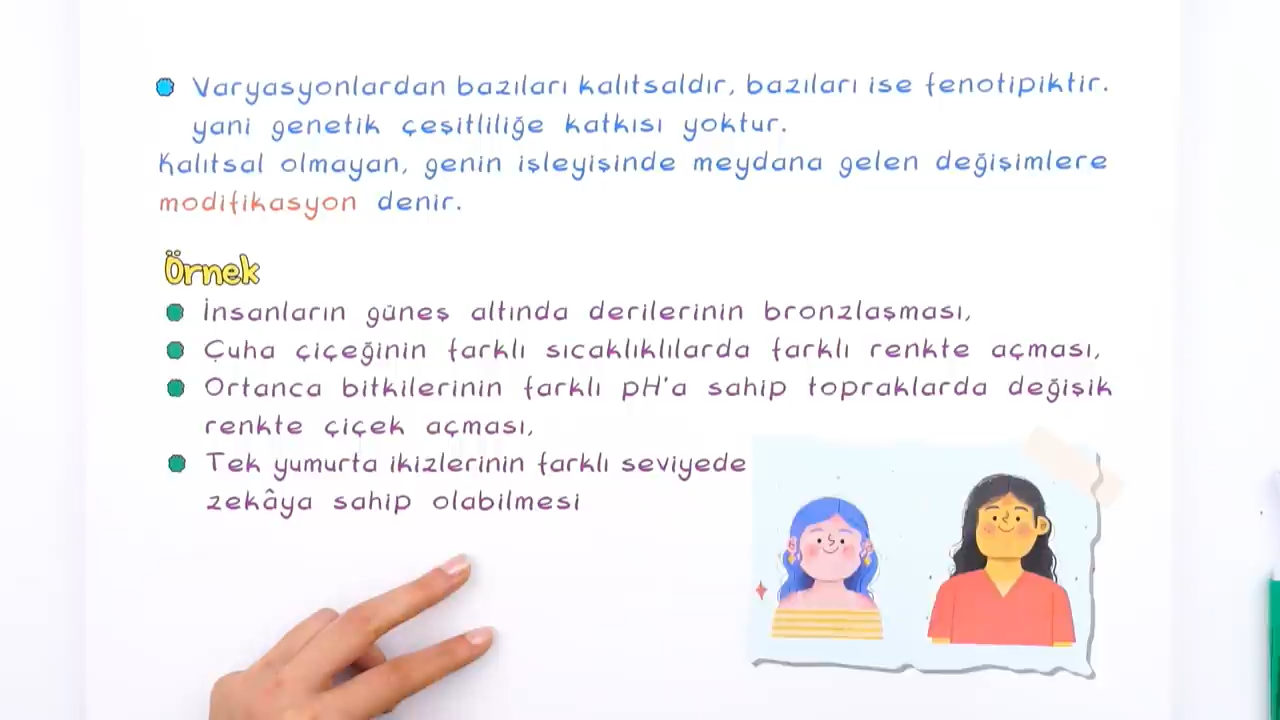 Varyasyonlardan bazıları kalıtsaldır, bazıları ise fenotipiktir.
yani genetik çeşitliliğe katkısı yoktur.
Kalıtsal olmayan, genin işleyişinde meydana gelen değişimlere
modifikasyon denir.
Örnek
İnsanların güneş altında derilerinin bronzlaşması,
Çuha çiçeğinin farklı sıcaklıklılarda farklı renkte açması,
Ortanca bitkilerinin farklı pH'a sahip topraklarda değişik
renkte çiçek açması,
Tek yumurta ikizlerinin farklı seviyede
zekâya sahip olabilmesi